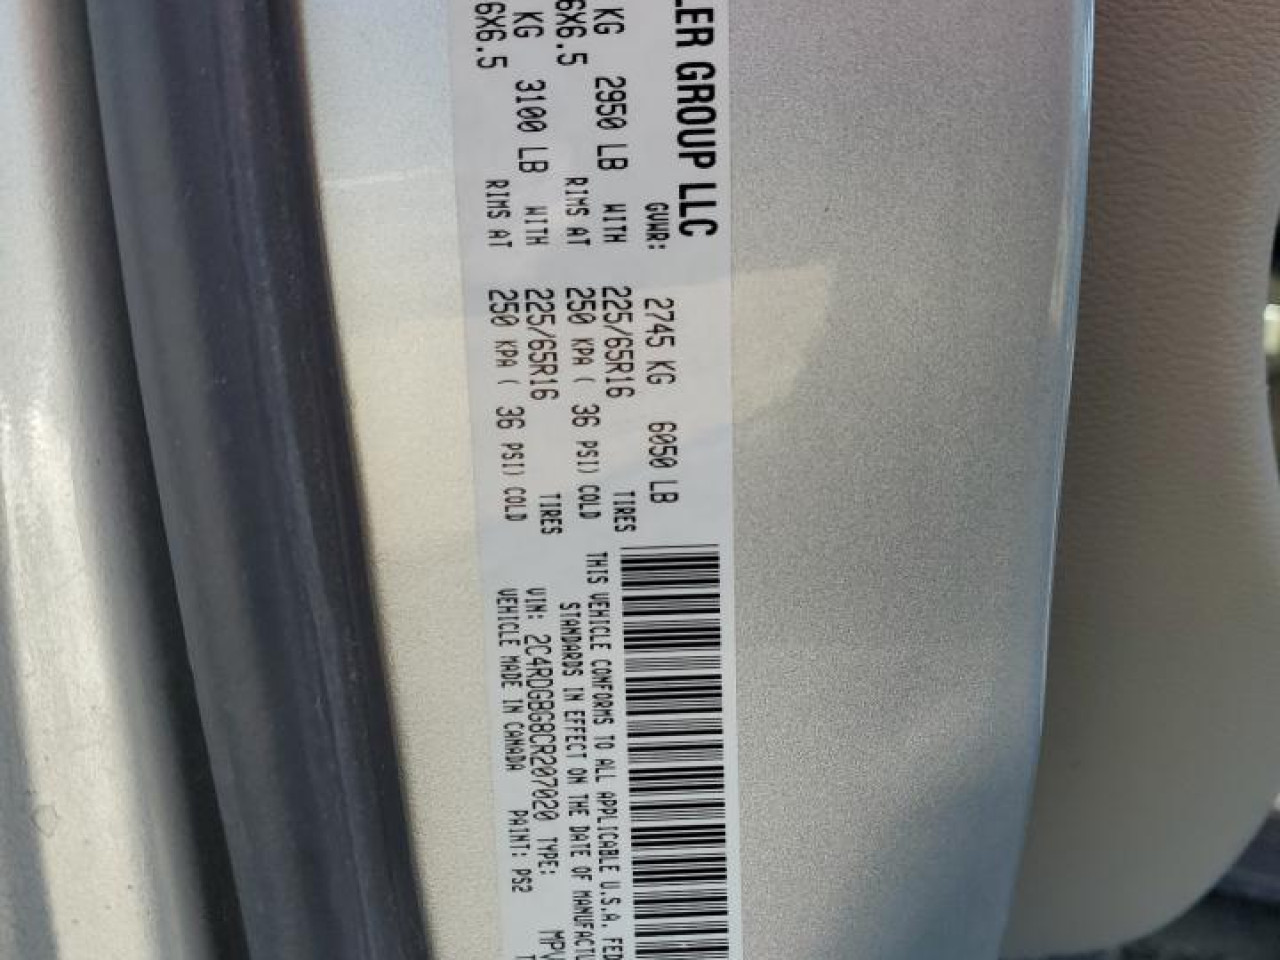 LER GROUP LLC
GVWR: 2745 KG 6050 LB
KG 2950 LB WITH 225/65R16 TIRES
6X6.5 RIMS AT 250 KPA ( 36 PSI) COLD
KG 3100 LB WITH 225/65R16 TIRES
6X6.5 RIMS AT 250 KPA ( 36 PSI) COLD
THIS VEHICLE CONFORMS TO ALL APPLICABLE U.S.A. FED
STANDARDS IN EFFECT ON THE DATE OF MANUFACTU
VIN: 2C4RDGBG8CR207020 TYPE: MPV
VEHICLE MADE IN CANADA PAINT: PS2 T